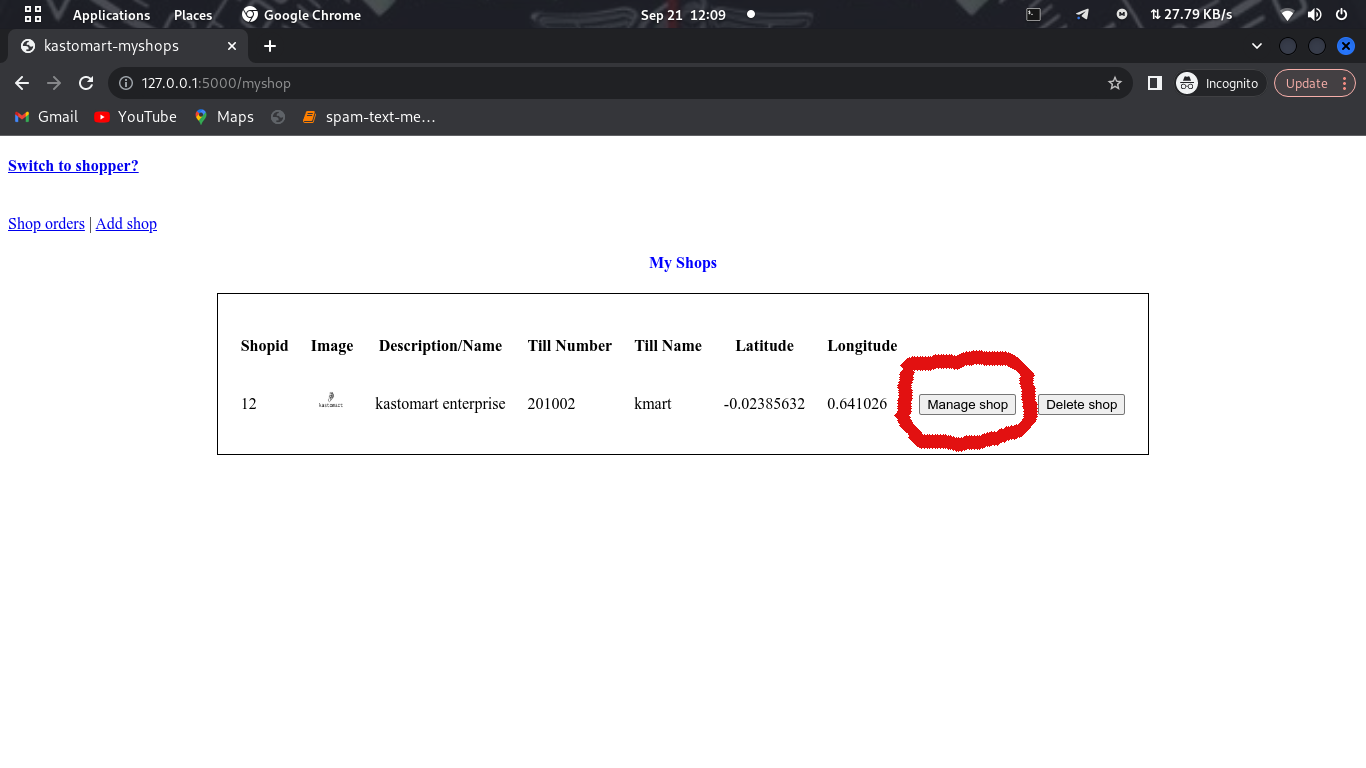 Applications Places Google Chrome Sep 21 12:09 27.79 KB/s
kastomart-myshops
127.0.0.1:5000/myshop Incognito Update
Gmail YouTube Maps spam-text-me…
Switch to shopper?
Shop orders | Add shop
My Shops
Shopid Image Description/Name Till Number Till Name Latitude Longitude
12 kastomart kastomart enterprise 201002 kmart -0.02385632 0.641026 Manage shop Delete shop